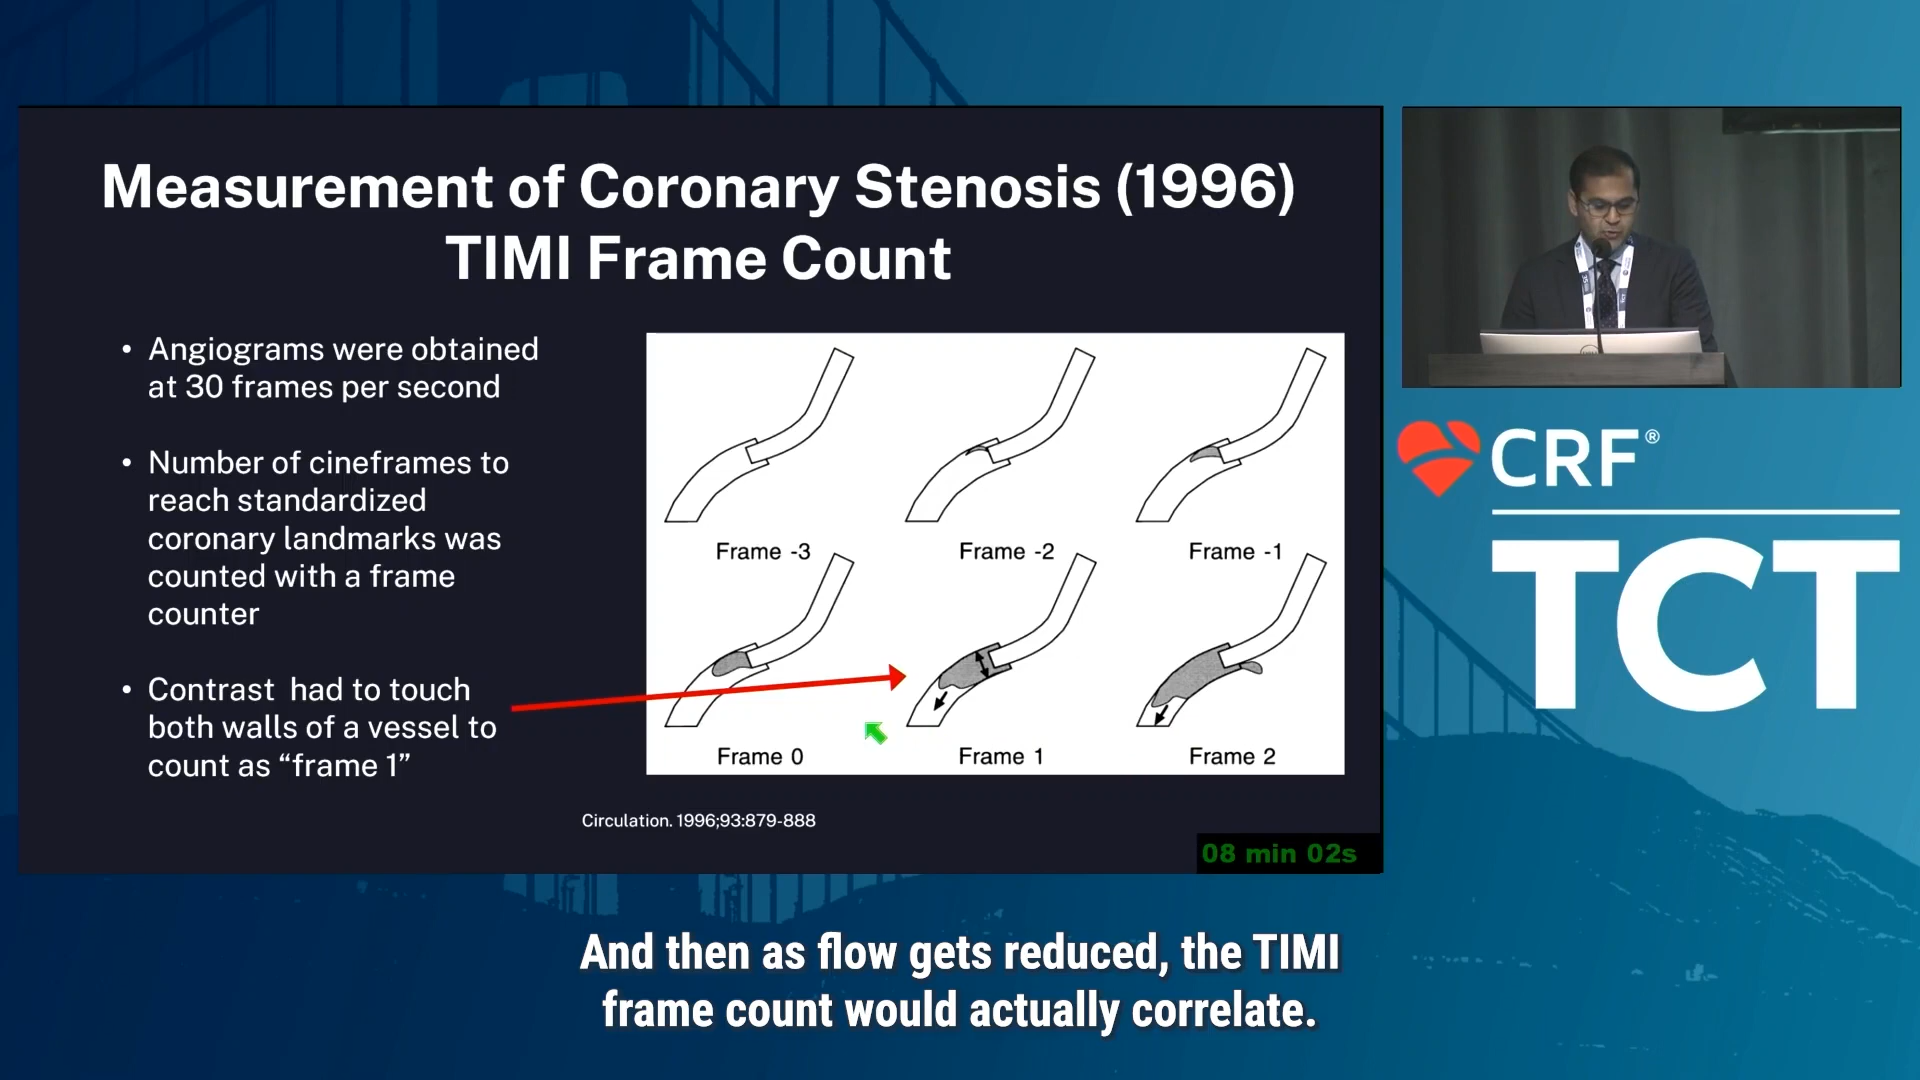 Measurement of Coronary Stenosis (1996)
TIMI Frame Count
• Angiograms were obtained
at 30 frames per second
• Number of cineframes to
reach standardized
coronary landmarks was
counted with a frame
counter
• Contrast had to touch
both walls of a vessel to
count as “frame 1”
Frame -3
Frame -2
Frame -1
Frame 0
Frame 1
Frame 2
Circulation. 1996;93:879-888
08 min 02s
CRF®
TCT
And then as flow gets reduced, the TIMI
frame count would actually correlate.